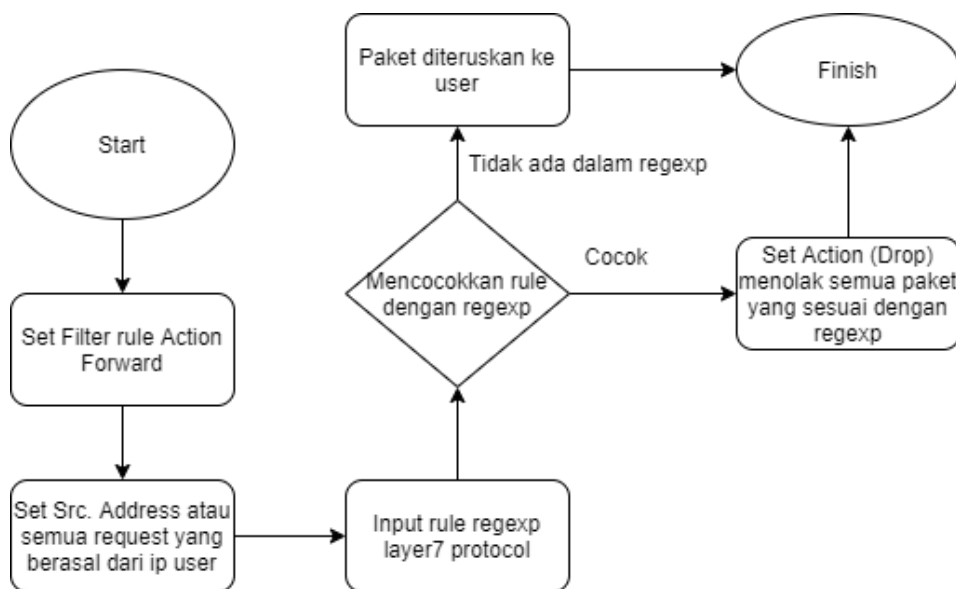 Start
Set Filter rule Action
Forward
Set Src. Address atau
semua request yang
berasal dari ip user
Input rule regexp
layer7 protocol
Mencocokkan rule
dengan regexp
Tidak ada dalam regexp
Paket diteruskan ke
user
Cocok
Set Action (Drop)
menolak semua paket
yang sesuai dengan
regexp
Finish